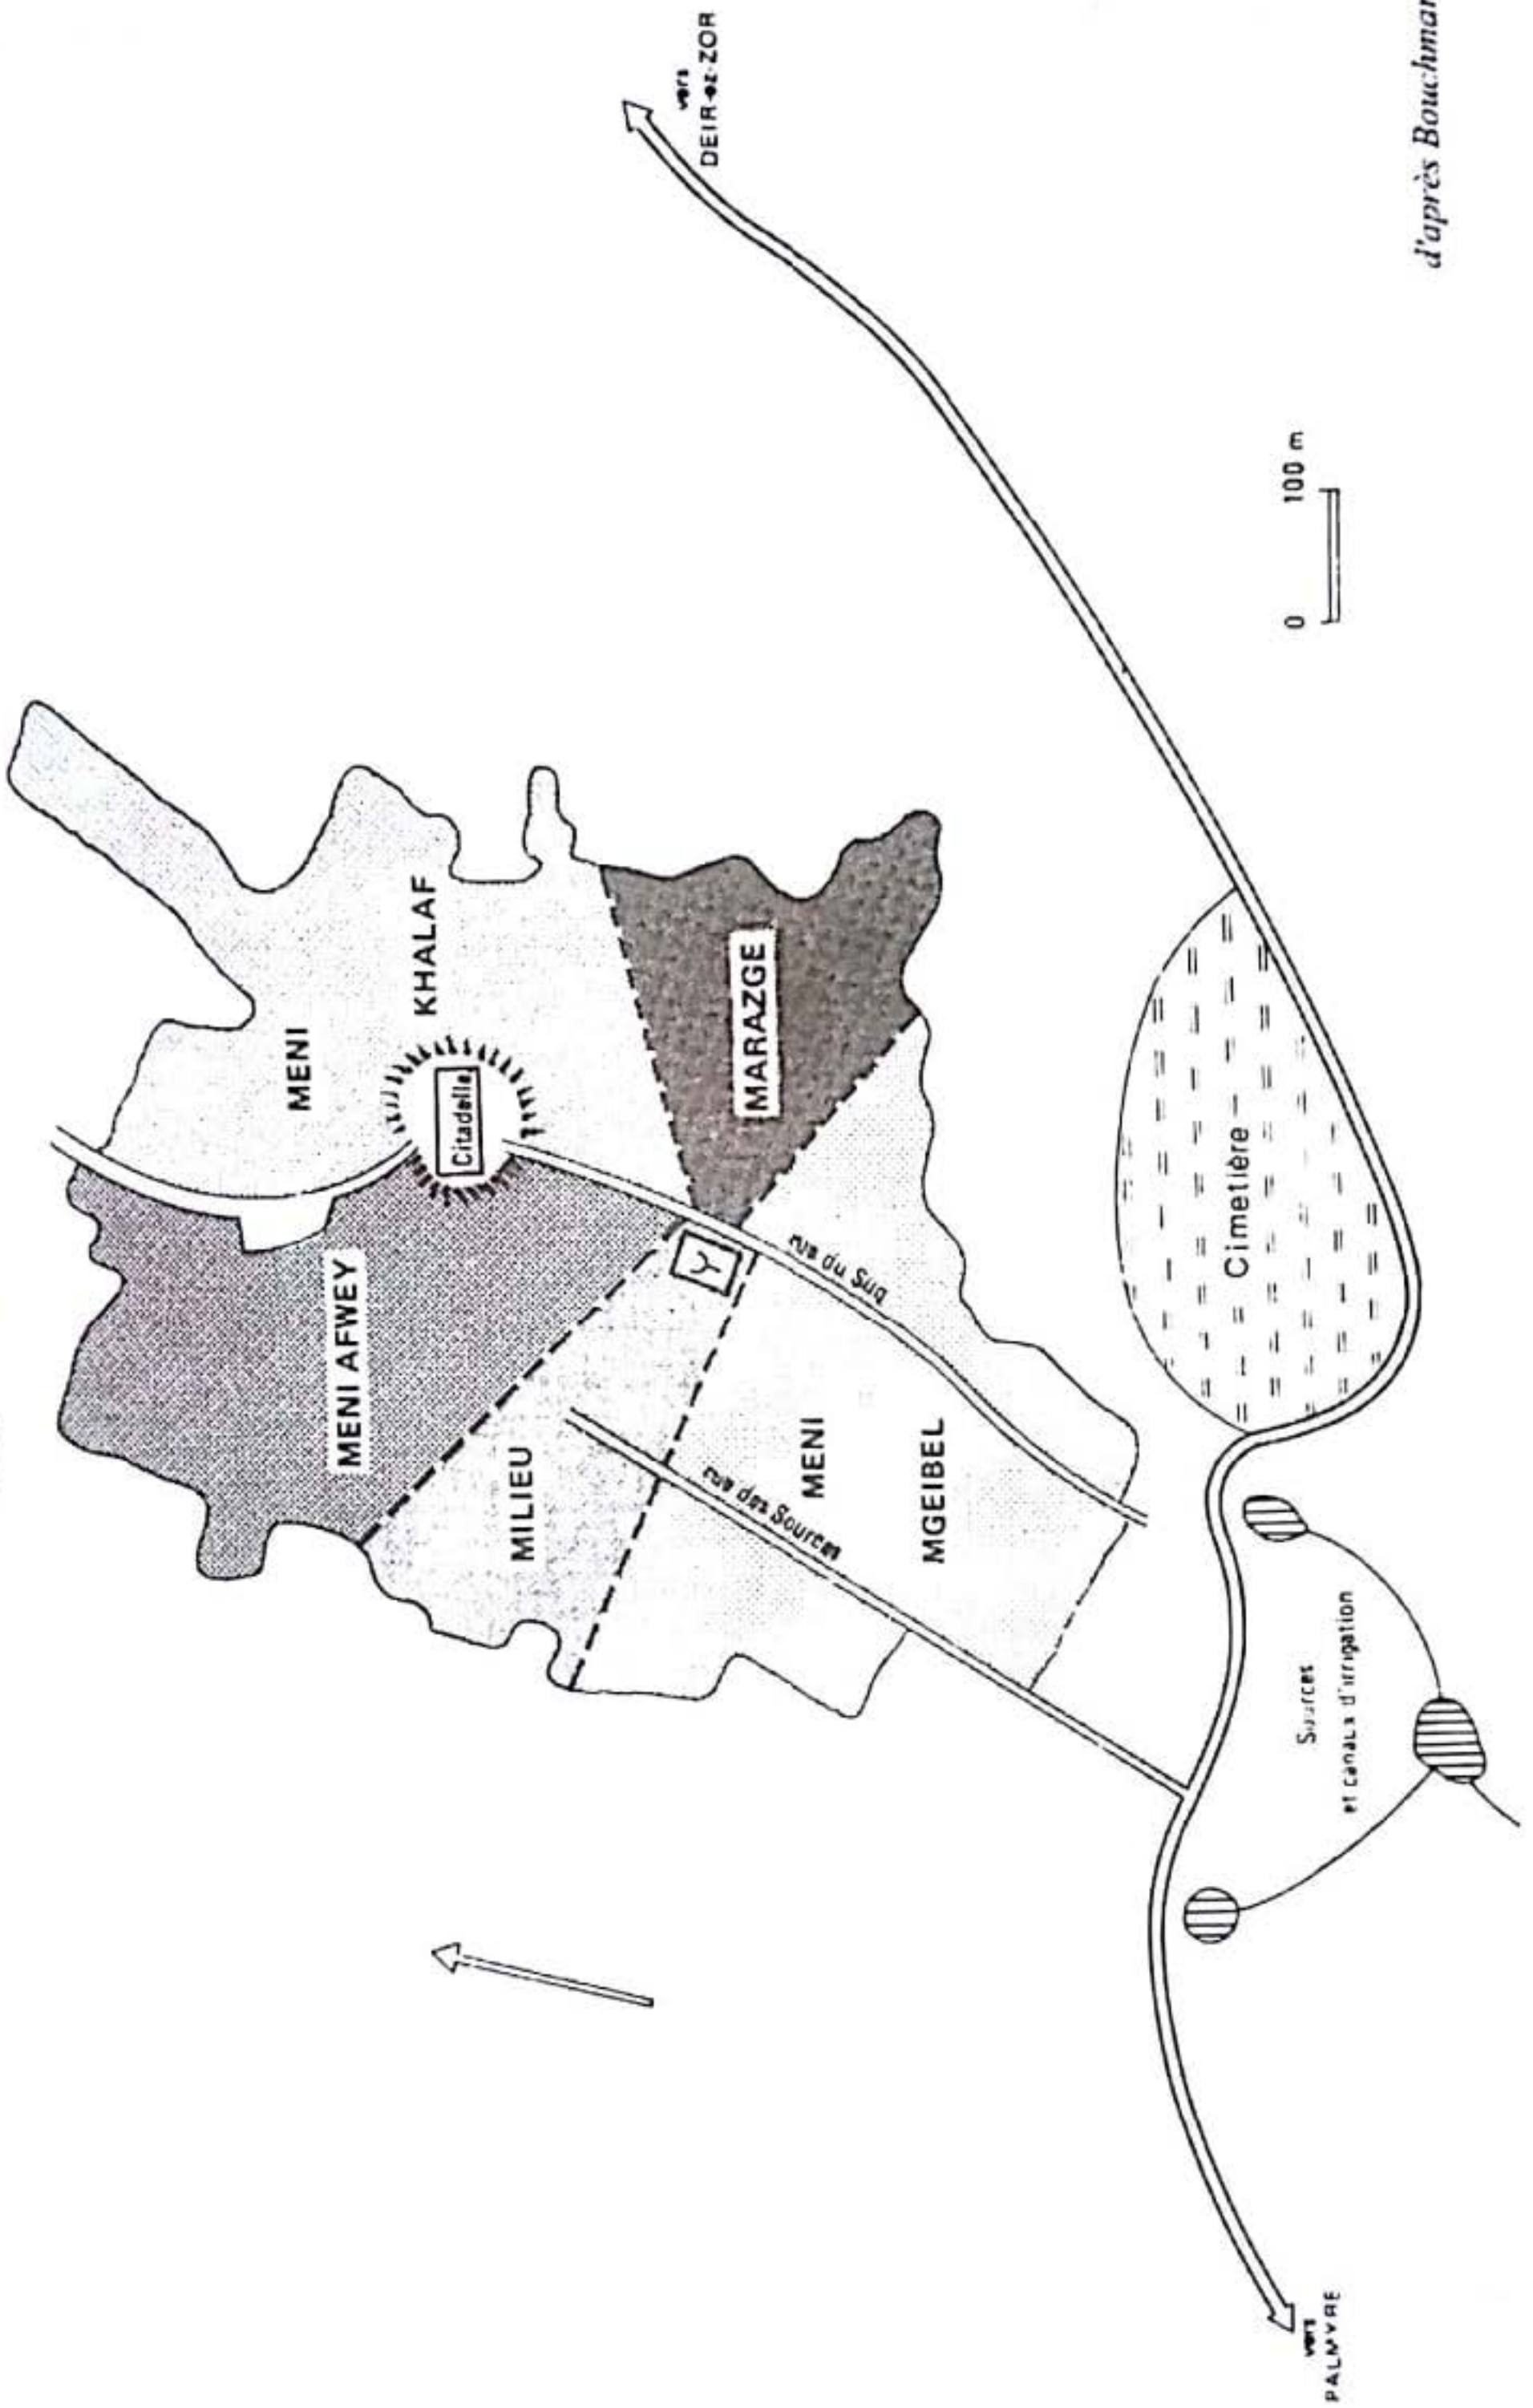 MENI
KHALAF
Citadelle
MENI AFWEY
MARAZGE
MILIEU
rue du Suq
rue des Sources
MENI
MGEIBEL
Cimetière
Sources
et canaux d'irrigation
vers
DEIR-ez-ZOR
vers
PALMYRE
0 100 m
d'après